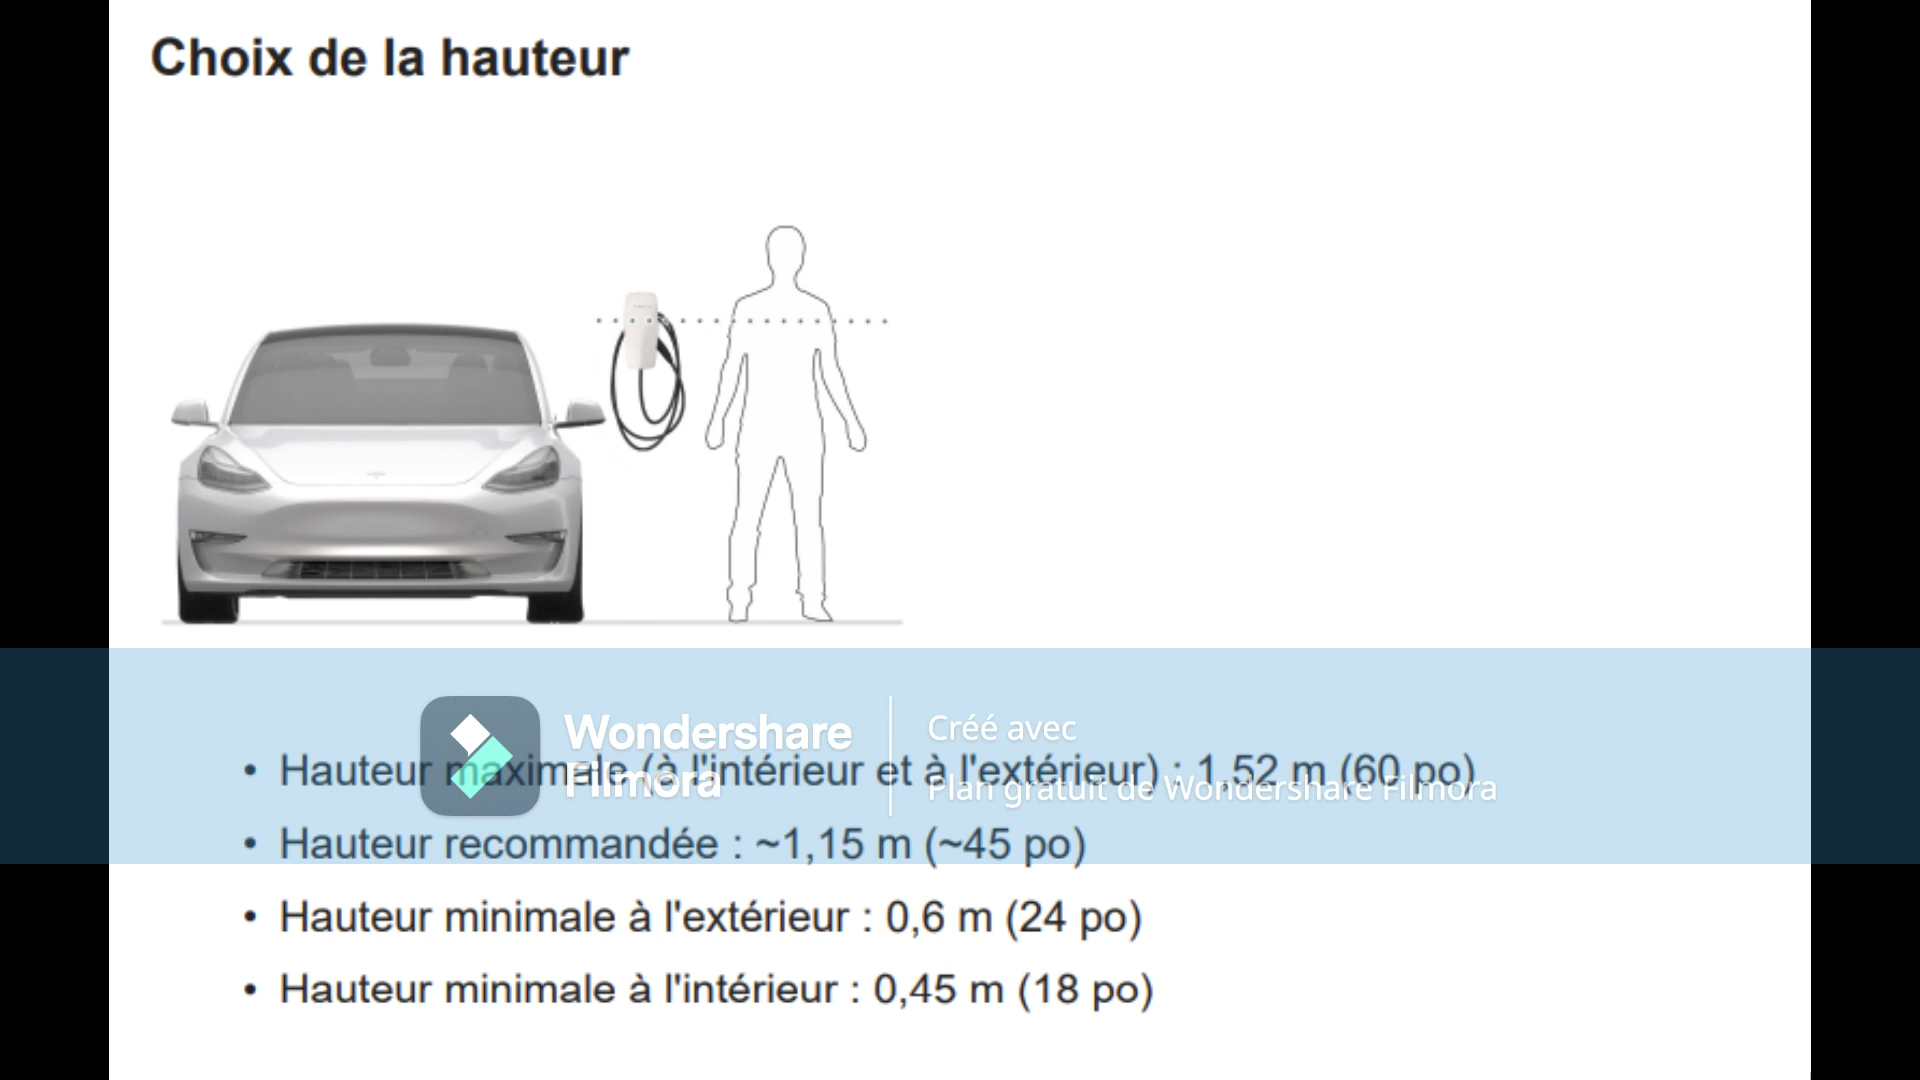 Choix de la hauteur
Wondershare
Filmora
Créé avec
Plan gratuit de Wondershare Filmora
• Hauteur maximale (à l'intérieur et à l'extérieur) : 1,52 m (60 po)
• Hauteur recommandée : ~1,15 m (~45 po)
• Hauteur minimale à l'extérieur : 0,6 m (24 po)
• Hauteur minimale à l'intérieur : 0,45 m (18 po)